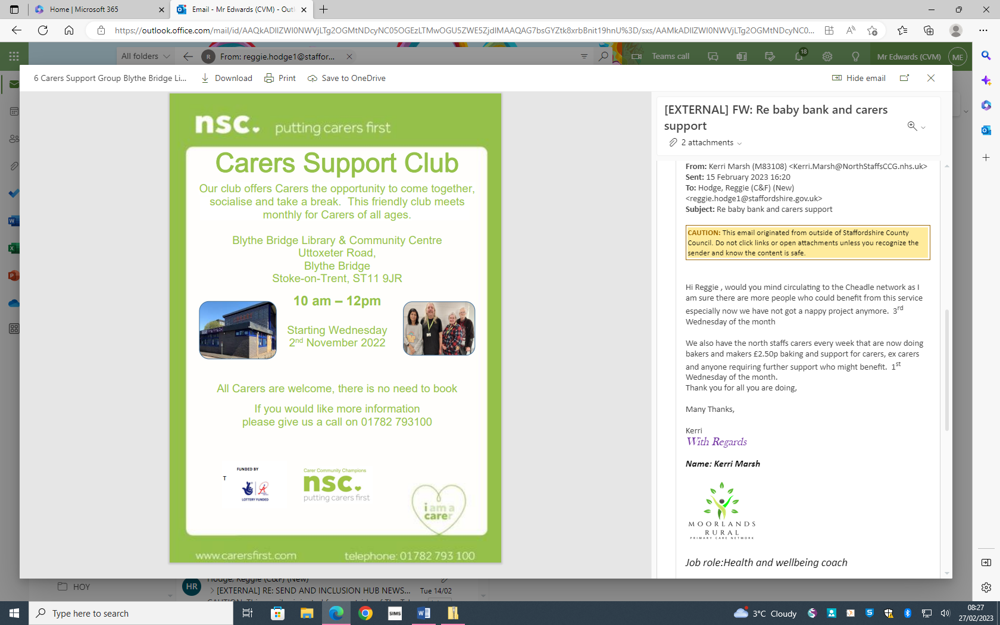 Home | Microsoft 365
Email - Mr Edwards (CVM) - Outl
https://outlook.office.com/mail/id/AAQkADIIZWI0NWVjLTg2OGMtNDcyNC05OGEzLTMwOGU5ZWE5ZjdlMAAQAG7bsGYZtk8xrbBnit19hnU%3D/sxs/AAMkADIIZWI0NWVjLTg2OGMtNDcyNC0...
All folders
R
From: reggie.hodge1@staffor...
Teams call
18
Mr Edwards (CVM)
ME
6 Carers Support Group Blythe Bridge Li...
Download
Print
Save to OneDrive
Hide email
nsc. putting carers first
Carers Support Club
Our club offers Carers the opportunity to come together,
socialise and take a break. This friendly club meets
monthly for Carers of all ages.
Blythe Bridge Library & Community Centre
Uttoxeter Road,
Blythe Bridge
Stoke-on-Trent, ST11 9JR
10 am – 12pm
Starting Wednesday
2nd November 2022
All Carers are welcome, there is no need to book
If you would like more information
please give us a call on 01782 793100
FUNDED BY
T
LOTTERY FUNDED
Carer Community Champions
nsc.
putting carers first
i am a
carer
www.carersfirst.com
telephone: 01782 793 100
[EXTERNAL] FW: Re baby bank and carers
support
2 attachments
From: Kerri Marsh (M83108) <Kerri.Marsh@NorthStaffsCCG.nhs.uk>
Sent: 15 February 2023 16:20
To: Hodge, Reggie (C&F) (New)
<reggie.hodge1@staffordshire.gov.uk>
Subject: Re baby bank and carers support
CAUTION: This email originated from outside of Staffordshire County
Council. Do not click links or open attachments unless you recognize the
sender and know the content is safe.
Hi Reggie , would you mind circulating to the Cheadle network as I
am sure there are more people who could benefit from this service
especially now we have not got a nappy project anymore. 3rd
Wednesday of the month
We also have the north staffs carers every week that are now doing
bakers and makers £2.50p baking and support for carers, ex carers
and anyone requiring further support who might benefit. 1st
Wednesday of the month.
Thank you for all you are doing,
Many Thanks,
Kerri
With Regards
Name: Kerri Marsh
MOORLANDS
RURAL
PRIMARY CARE NETWORK
Job role:Health and wellbeing coach
HOY
HR
Hodge, Reggie (C&F) (New)
[EXTERNAL] RE: SEND AND INCLUSION HUB NEWS...
Tue 14/02
Type here to search
SIMS
3°C Cloudy
08:27
27/02/2023